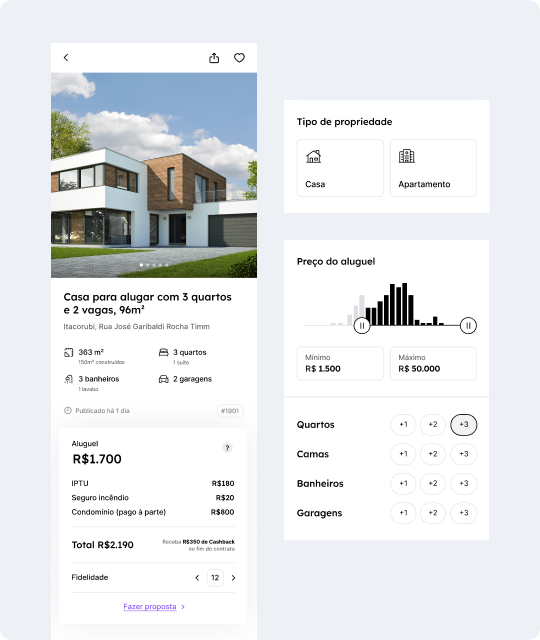 Casa para alugar com 3 quartos
e 2 vagas, 96m²
Itacorubi, Rua José Garibaldi Rocha Timm
363 m²
150m² construídos
3 quartos
1 suíte
3 banheiros
1 lavabo
2 garagens
Publicado há 1 dia
#1901
Aluguel
?
R$1.700
IPTU R$180
Seguro incêndio R$20
Condomínio (pago à parte) R$800
Total R$2.190
Receba R$350 de Cashback
no fim do contrato
Fidelidade 12
Fazer proposta
Tipo de propriedade
Casa
Apartamento
Preço do aluguel
Mínimo
R$ 1.500
Máximo
R$ 50.000
Quartos +1 +2 +3
Camas +1 +2 +3
Banheiros +1 +2 +3
Garagens +1 +2 +3